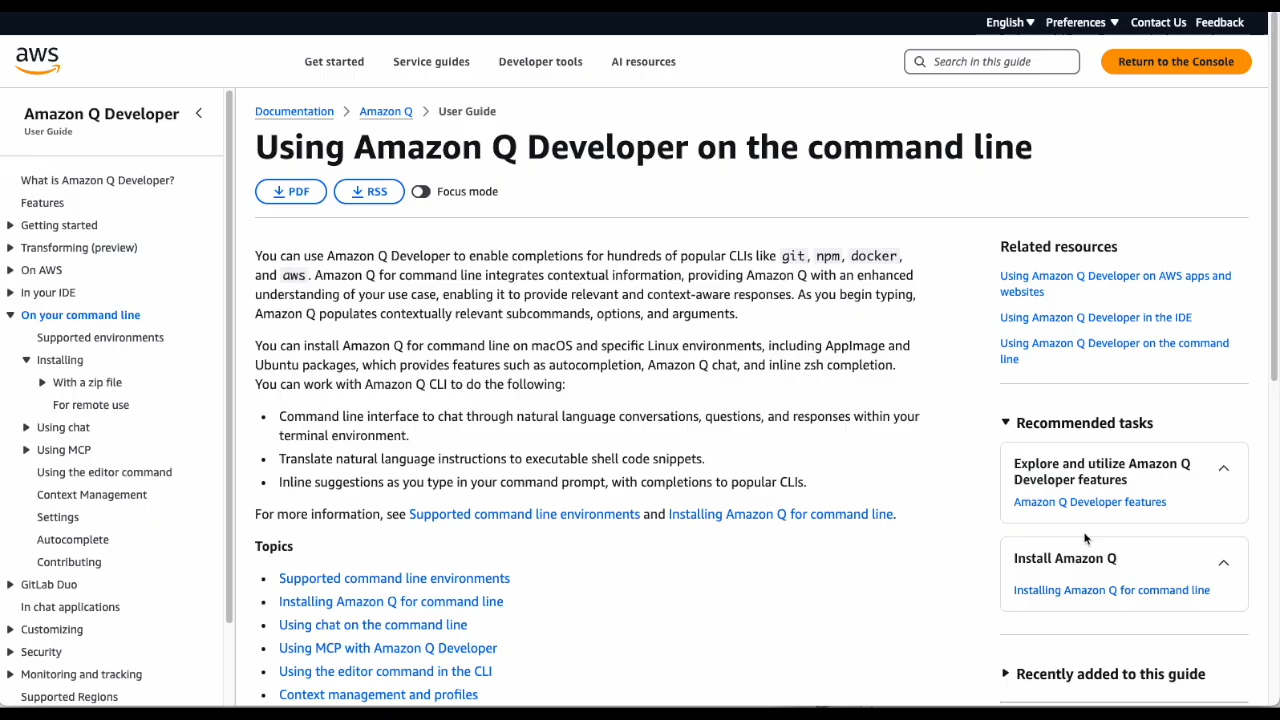 English ▼ Preferences ▼ Contact Us Feedback
aws
Get started Service guides Developer tools AI resources
Search in this guide
Return to the Console
Amazon Q Developer
User Guide
What is Amazon Q Developer?
Features
Getting started
Transforming (preview)
On AWS
In your IDE
On your command line
Supported environments
Installing
With a zip file
For remote use
Using chat
Using MCP
Using the editor command
Context Management
Settings
Autocomplete
Contributing
GitLab Duo
In chat applications
Customizing
Security
Monitoring and tracking
Supported Regions
Documentation > Amazon Q > User Guide
Using Amazon Q Developer on the command line
PDF RSS Focus mode
You can use Amazon Q Developer to enable completions for hundreds of popular CLIs like git, npm, docker,
and aws. Amazon Q for command line integrates contextual information, providing Amazon Q with an enhanced
understanding of your use case, enabling it to provide relevant and context-aware responses. As you begin typing,
Amazon Q populates contextually relevant subcommands, options, and arguments.
You can install Amazon Q for command line on macOS and specific Linux environments, including AppImage and
Ubuntu packages, which provides features such as autocompletion, Amazon Q chat, and inline zsh completion.
You can work with Amazon Q CLI to do the following:
• Command line interface to chat through natural language conversations, questions, and responses within your
terminal environment.
• Translate natural language instructions to executable shell code snippets.
• Inline suggestions as you type in your command prompt, with completions to popular CLIs.
For more information, see Supported command line environments and Installing Amazon Q for command line.
Topics
• Supported command line environments
• Installing Amazon Q for command line
• Using chat on the command line
• Using MCP with Amazon Q Developer
• Using the editor command in the CLI
• Context management and profiles
Related resources
Using Amazon Q Developer on AWS apps and
websites
Using Amazon Q Developer in the IDE
Using Amazon Q Developer on the command
line
Recommended tasks
Explore and utilize Amazon Q
Developer features
Amazon Q Developer features
Install Amazon Q
Installing Amazon Q for command line
Recently added to this guide